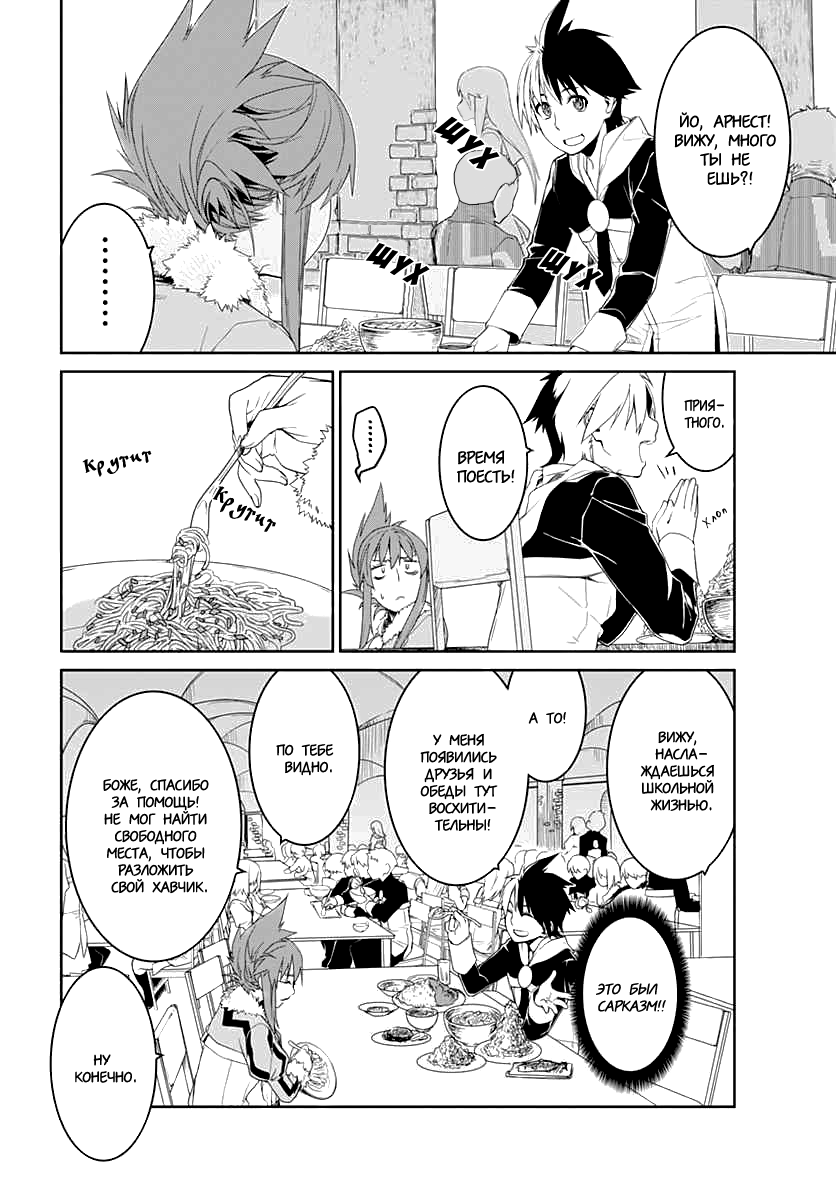 ЙО, АРНЕСТ!
ВИЖУ, МНОГО
ТЫ НЕ
ЕШЬ?!
ШУХ
ШУХ
ШУХ
........
ПРИЯ-
ТНОГО.
ХЛОП
ВРЕМЯ
ПОЕСТЬ!
......
КРУТИТ
КРУТИТ
ВИЖУ,
НАСЛА-
ЖДАЕШЬСЯ
ШКОЛЬНОЙ
ЖИЗНЬЮ.
А ТО!
У МЕНЯ
ПОЯВИЛИСЬ
ДРУЗЬЯ И
ОБЕДЫ ТУТ
ВОСХИТИ-
ТЕЛЬНЫ!
ЭТО БЫЛ
САРКАЗМ!!
ПО ТЕБЕ
ВИДНО.
БОЖЕ, СПАСИБО
ЗА ПОМОЩЬ!
НЕ МОГ НАЙТИ
СВОБОДНОГО
МЕСТА, ЧТОБЫ
РАЗЛОЖИТЬ
СВОЙ ХАВЧИК.
НУ
КОНЕЧНО.